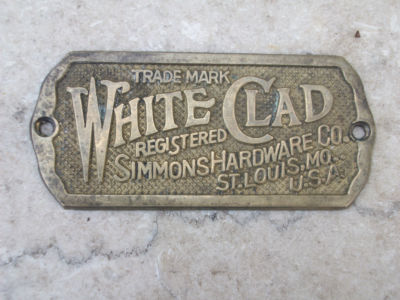 TRADE MARK
WHITE CLAD
REGISTERED
SIMMONS HARDWARE CO.
ST. LOUIS, MO.
U.S.A.